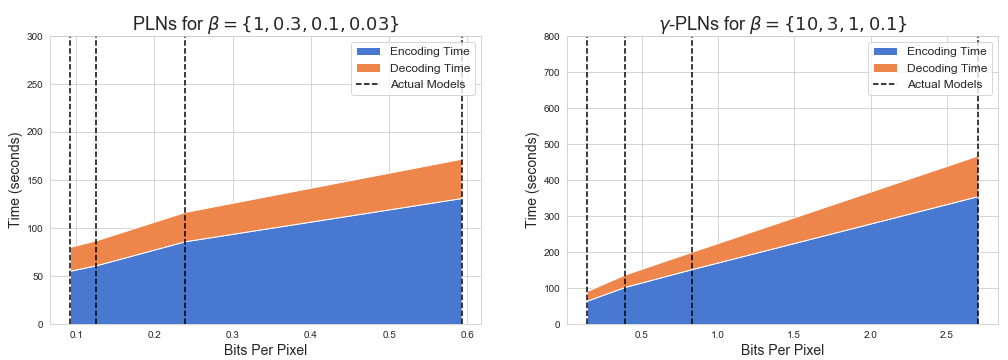 PLNs for β = {1, 0.3, 0.1, 0.03}
300
250
200
150
100
50
0
Time (seconds)
Encoding Time
Decoding Time
Actual Models
0.1
0.2
0.3
0.4
0.5
0.6
Bits Per Pixel
γ-PLNs for β = {10, 3, 1, 0.1}
800
700
600
500
400
300
200
100
0
Time (seconds)
Encoding Time
Decoding Time
Actual Models
0.5
1.0
1.5
2.0
2.5
Bits Per Pixel